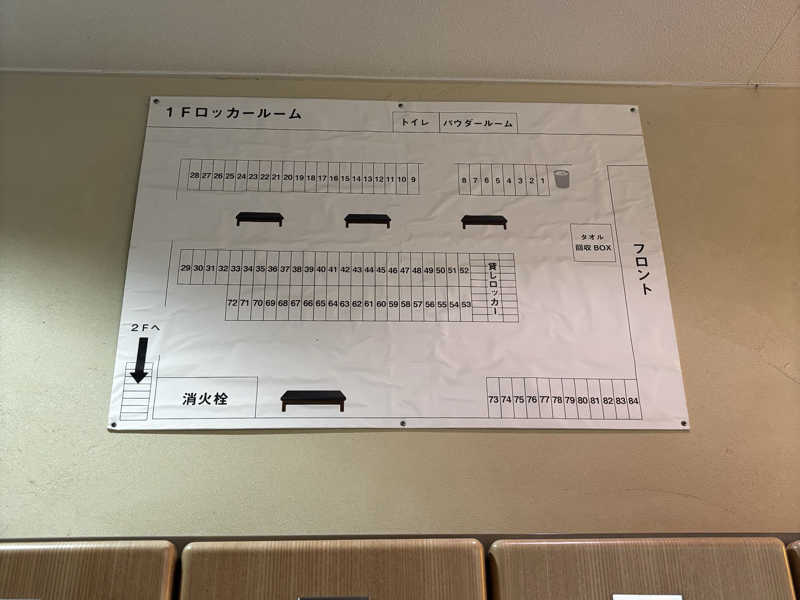 1Fロッカールーム
トイレ パウダールーム
28 27 26 25 24 23 22 21 20 19 18 17 16 15 14 13 12 11 10 9 8 7 6 5 4 3 2 1
タオル
回収BOX
フロント
29 30 31 32 33 34 35 36 37 38 39 40 41 42 43 44 45 46 47 48 49 50 51 52
貸しロッカー
72 71 70 69 68 67 66 65 64 63 62 61 60 59 58 57 56 55 54 53
2Fへ
消火栓
73 74 75 76 77 78 79 80 81 82 83 84